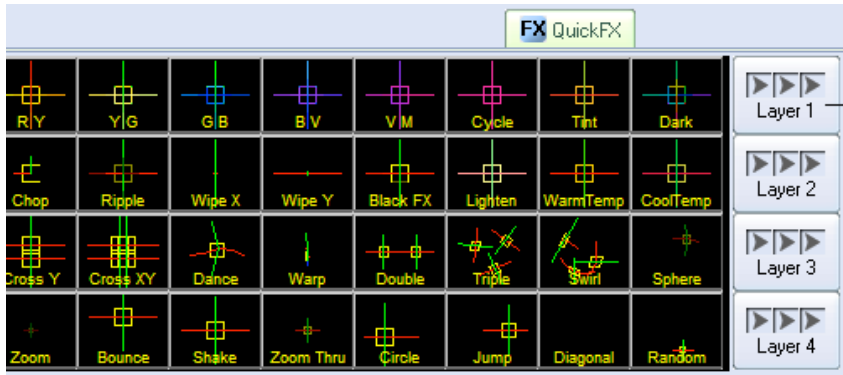 FX QuickFX
R Y Y G G B B V V M Cycle Tint Dark
Layer 1
Chop Ripple Wipe X Wipe Y Black FX Lighten WarmTemp CoolTemp
Layer 2
Cross Y Cross XY Dance Warp Double Triple Swirl Sphere
Layer 3
Zoom Bounce Shake Zoom Thru Circle Jump Diagonal Random
Layer 4